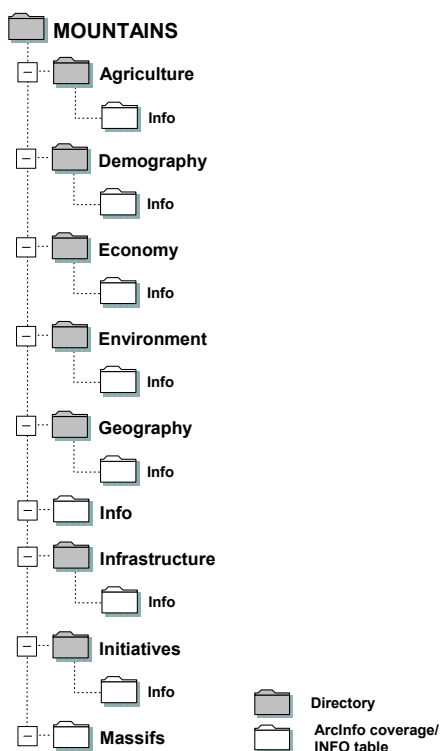 MOUNTAINS
Agriculture
Info
Demography
Info
Economy
Info
Environment
Info
Geography
Info
Info
Infrastructure
Info
Initiatives
Info
Massifs
Directory
ArcInfo coverage/
INFO table